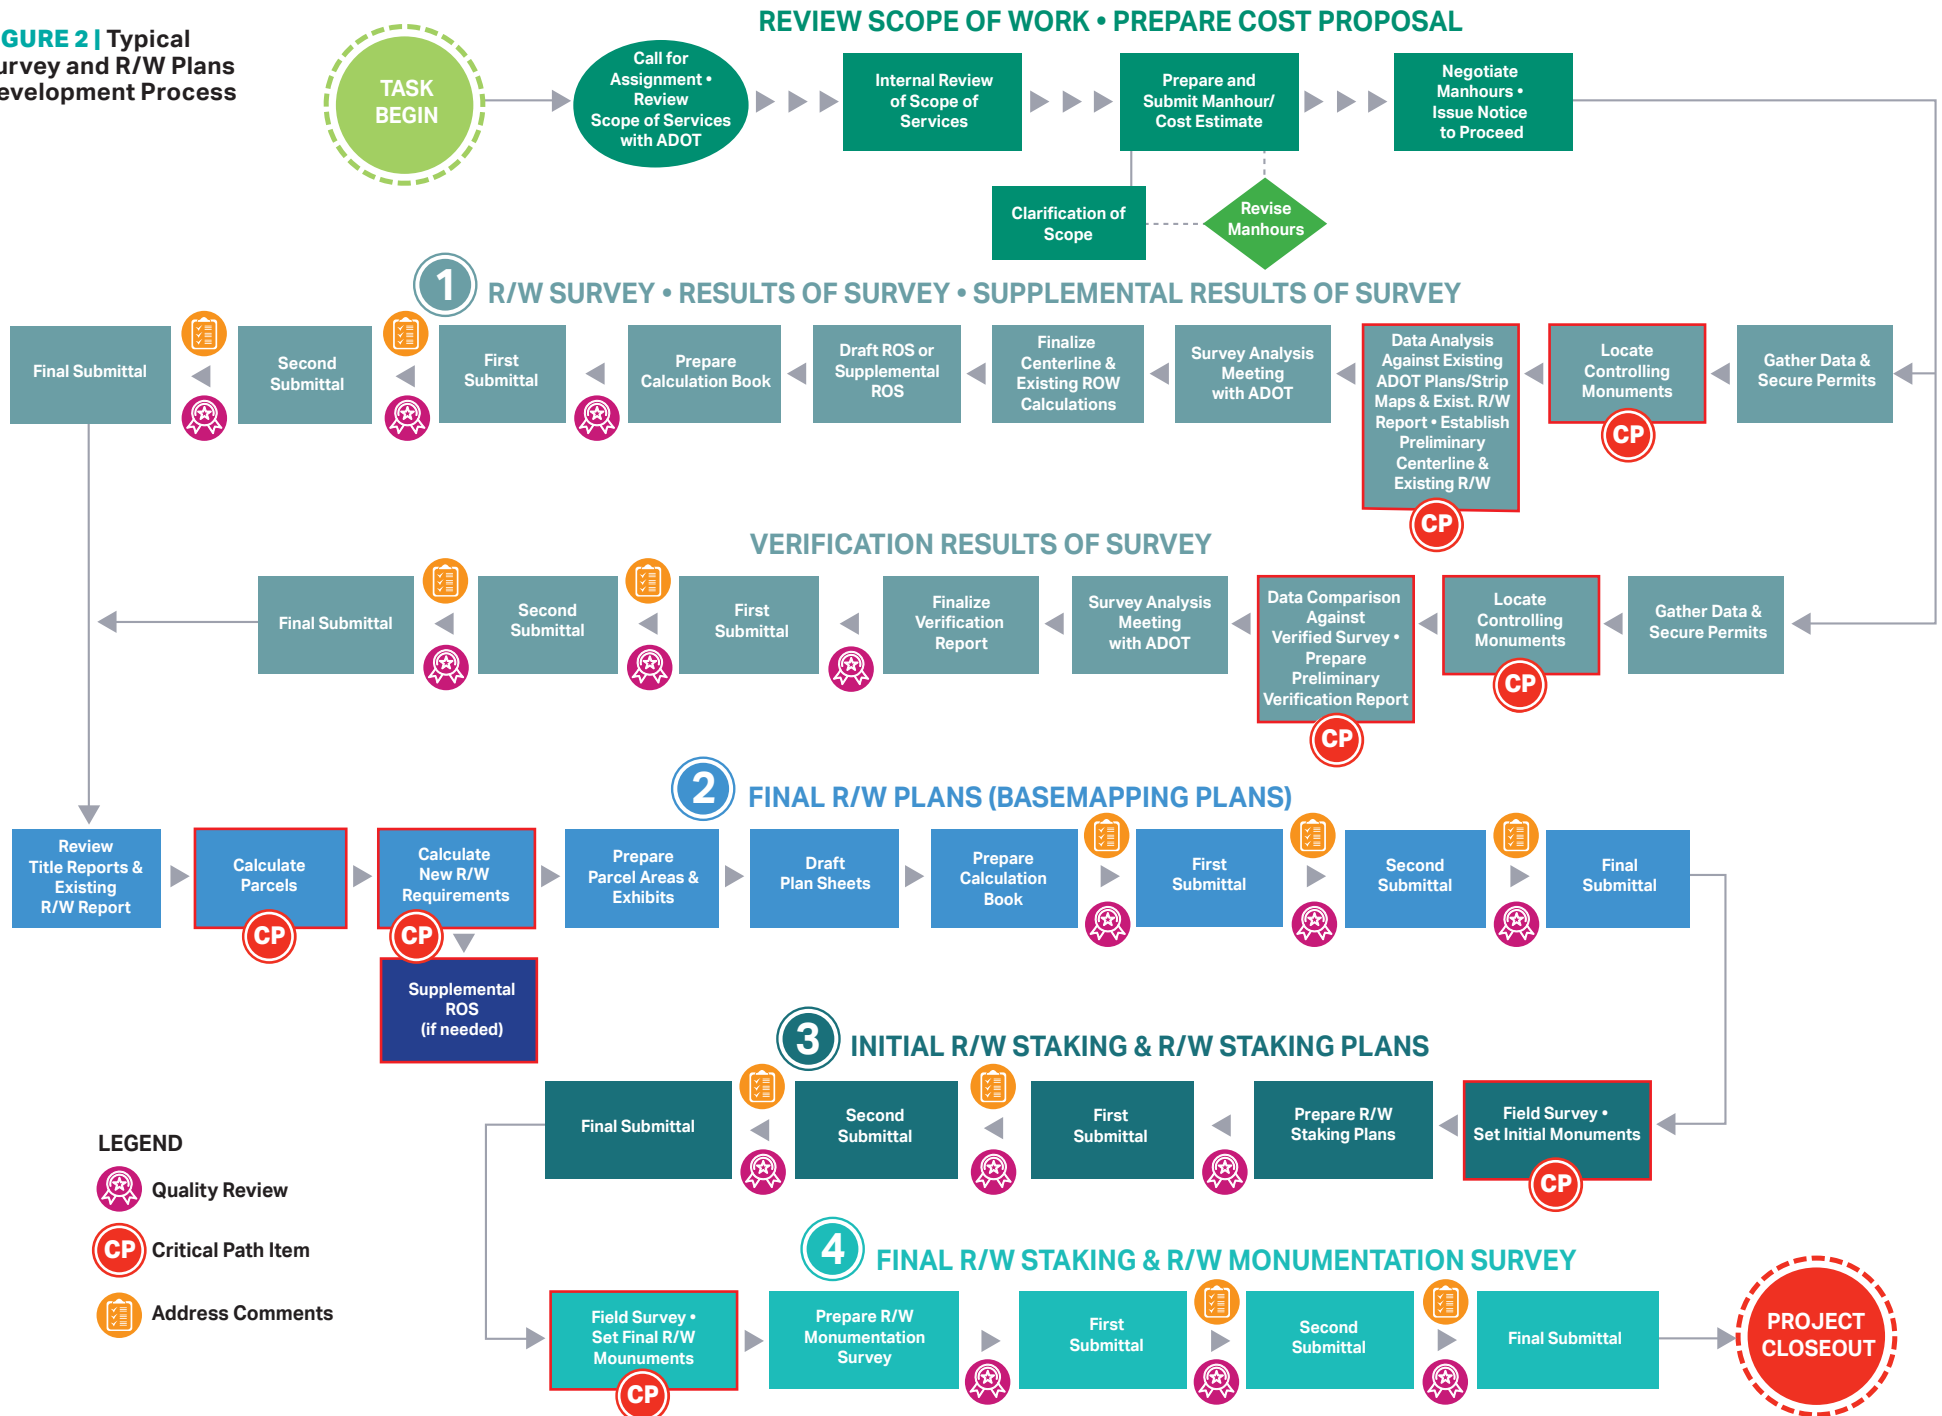 GURE 2 | Typical
urvey and R/W Plans
evelopment Process
REVIEW SCOPE OF WORK • PREPARE COST PROPOSAL
TASK
BEGIN
Call for
Assignment •
Review
Scope of Services
with ADOT
Internal Review
of Scope of
Services
Prepare and
Submit Manhour/
Cost Estimate
Negotiate
Manhours •
Issue Notice
to Proceed
Clarification of
Scope
Revise
Manhours
1
R/W SURVEY • RESULTS OF SURVEY • SUPPLEMENTAL RESULTS OF SURVEY
Final Submittal
Second
Submittal
First
Submittal
Prepare
Calculation Book
Draft ROS or
Supplemental
ROS
Finalize
Centerline &
Existing ROW
Calculations
Survey Analysis
Meeting
with ADOT
Data Analysis
Against Existing
ADOT Plans/Strip
Maps & Exist. R/W
Report • Establish
Preliminary
Centerline &
Existing R/W
CP
Locate
Controlling
Monuments
CP
Gather Data &
Secure Permits
VERIFICATION RESULTS OF SURVEY
Final Submittal
Second
Submittal
First
Submittal
Finalize
Verification
Report
Survey Analysis
Meeting
with ADOT
Data Comparison
Against
Verified Survey •
Prepare
Preliminary
Verification Report
CP
Locate
Controlling
Monuments
CP
Gather Data &
Secure Permits
2
FINAL R/W PLANS (BASEMAPPING PLANS)
Review
Title Reports &
Existing
R/W Report
Calculate
Parcels
CP
Calculate
New R/W
Requirements
CP
Supplemental
ROS
(if needed)
Prepare
Parcel Areas &
Exhibits
Draft
Plan Sheets
Prepare
Calculation
Book
First
Submittal
Second
Submittal
Final
Submittal
3
INITIAL R/W STAKING & R/W STAKING PLANS
Final Submittal
Second
Submittal
First
Submittal
Prepare R/W
Staking Plans
Field Survey •
Set Initial Monuments
CP
LEGEND
Quality Review
CP
Critical Path Item
Address Comments
4
FINAL R/W STAKING & R/W MONUMENTATION SURVEY
Field Survey •
Set Final R/W
Mounuments
CP
Prepare R/W
Monumentation
Survey
First
Submittal
Second
Submittal
Final Submittal
PROJECT
CLOSEOUT